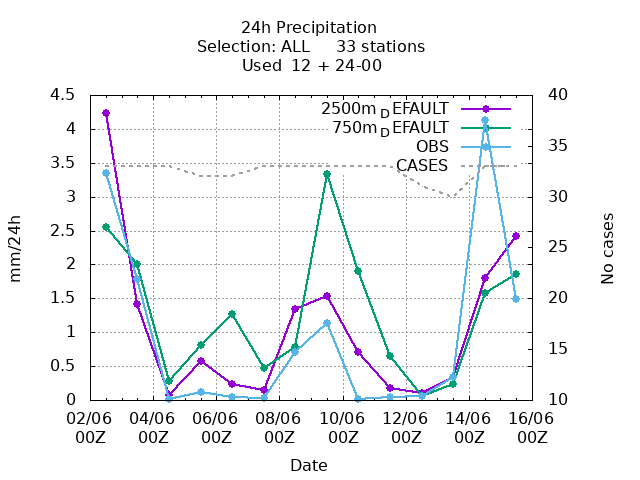 24h Precipitation
Selection: ALL 33 stations
Used 12 + 24-00
4.5
4
3.5
3
2.5
2
1.5
1
0.5
0
mm/24h
40
35
30
25
20
15
10
No cases
2500m_DEFAULT
750m_DEFAULT
OBS
CASES
02/06 04/06 06/06 08/06 10/06 12/06 14/06 16/06
00Z 00Z 00Z 00Z 00Z 00Z 00Z 00Z
Date